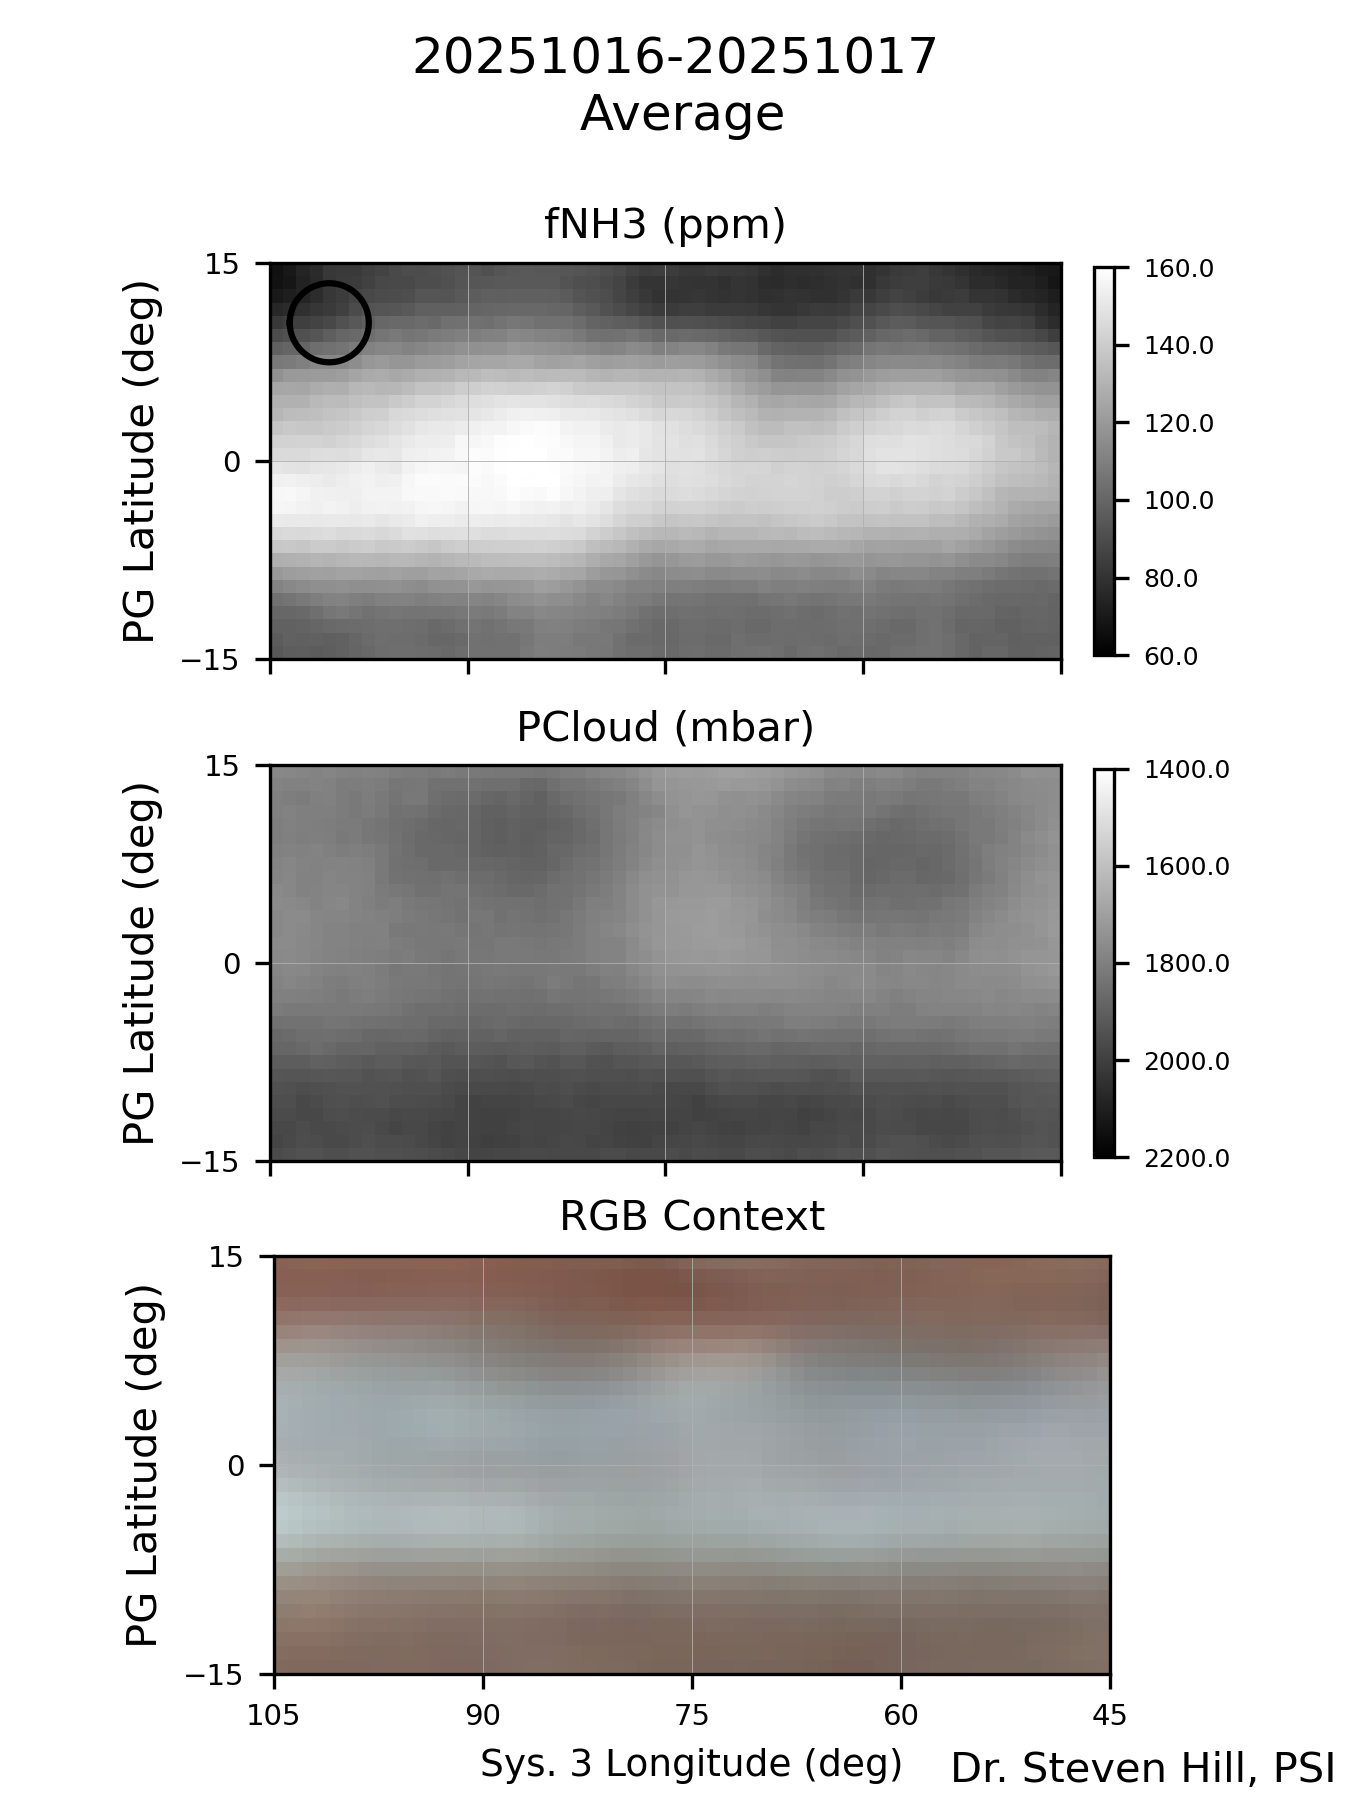 20251016-20251017
Average
fNH3 (ppm)
15
0
−15
PG Latitude (deg)
160.0
140.0
120.0
100.0
80.0
60.0
PCloud (mbar)
15
0
−15
PG Latitude (deg)
1400.0
1600.0
1800.0
2000.0
2200.0
RGB Context
15
0
−15
PG Latitude (deg)
105 90 75 60 45
Sys. 3 Longitude (deg)
Dr. Steven Hill, PSI